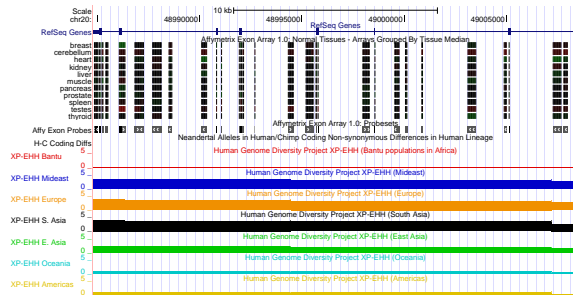 Scale 10 kb
chr20: 48990000 48995000 49000000 49005000
RefSeq Genes
RefSeq Genes
Affymetrix Exon Array 1.0: Normal Tissues - Arrays Grouped By Tissue Median
breast
cerebellum
heart
kidney
liver
muscle
pancreas
prostate
spleen
testes
thyroid
Affymetrix Exon Array 1.0: Probesets
Affy Exon Probes
Neandertal Alleles in Human/Chimp Coding Non-synonymous Differences in Human Lineage
H-C Coding Diffs
Human Genome Diversity Project XP-EHH (Bantu populations in Africa)
5
XP-EHH Bantu
0
Human Genome Diversity Project XP-EHH (Mideast)
5
XP-EHH Mideast
0
Human Genome Diversity Project XP-EHH (Europe)
5
XP-EHH Europe
0
Human Genome Diversity Project XP-EHH (South Asia)
5
XP-EHH S. Asia
0
Human Genome Diversity Project XP-EHH (East Asia)
5
XP-EHH E. Asia
0
Human Genome Diversity Project XP-EHH (Oceania)
5
XP-EHH Oceania
0
Human Genome Diversity Project XP-EHH (Americas)
5
XP-EHH Americas
0